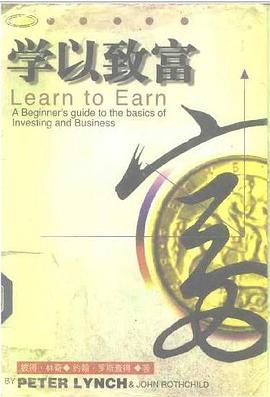 学以致富
Learn to Earn
A Beginner's guide to the basics of
Investing and Business
富
彼得·林奇◆约翰·罗斯查得◆著
BY PETER LYNCH & JOHN ROTHCHILD